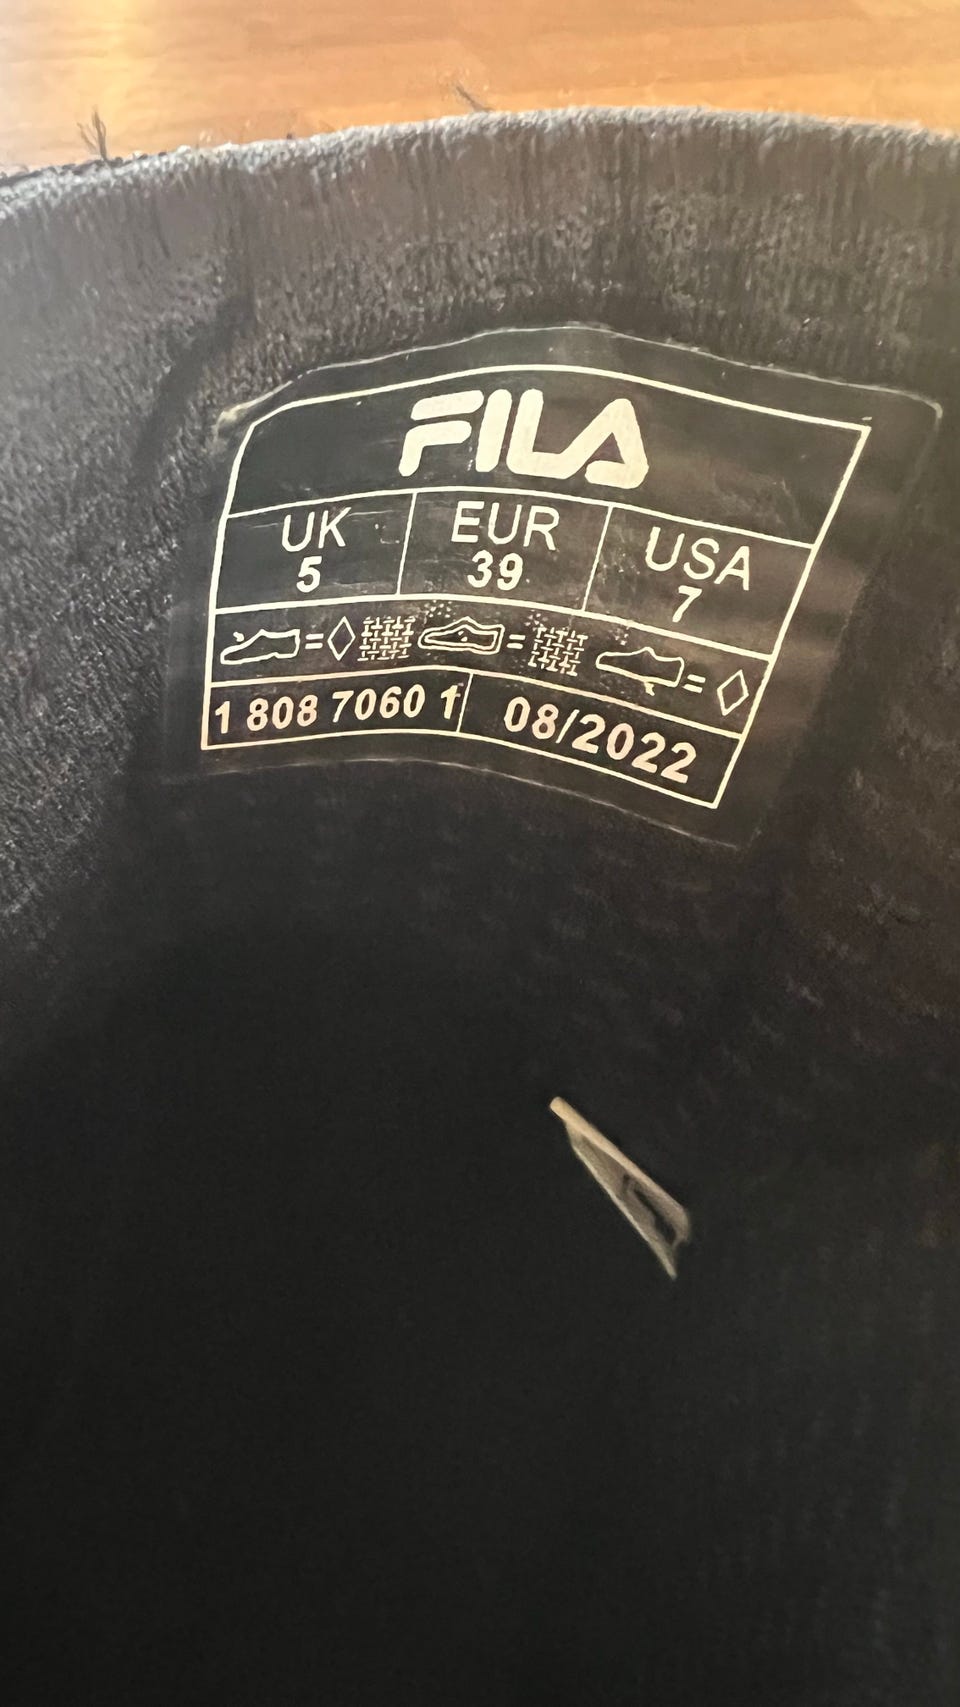 FILA
UK EUR USA
5 39 7
= = =
1 808 7060 1 08/2022